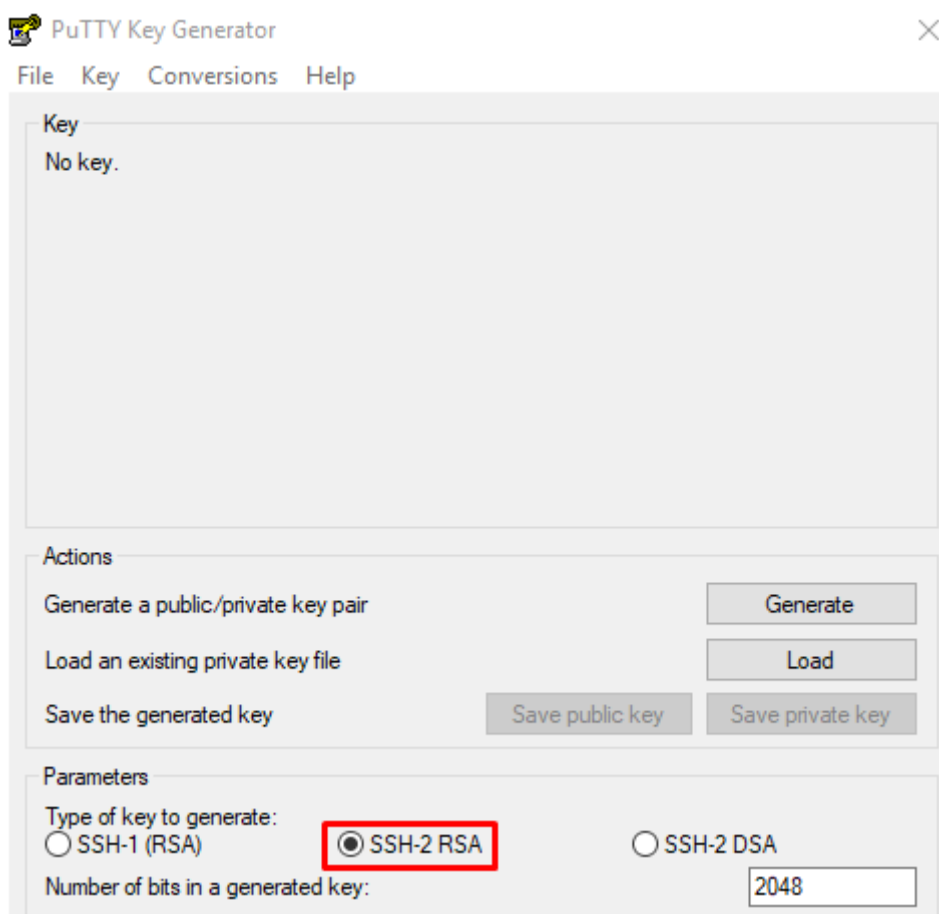 PuTTY Key Generator
File Key Conversions Help
Key
No key.
Actions
Generate a public/private key pair Generate
Load an existing private key file Load
Save the generated key Save public key Save private key
Parameters
Type of key to generate:
SSH-1 (RSA) SSH-2 RSA SSH-2 DSA
Number of bits in a generated key: 2048